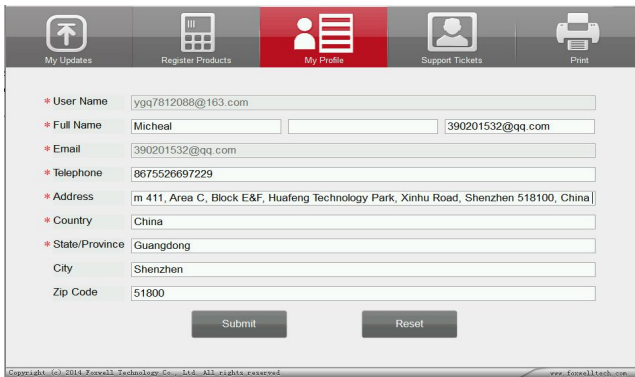 My Updates Register Products My Profile Support Tickets Print
* User Name ygq7812088@163.com
* Full Name Micheal 390201532@qq.com
* Email 390201532@qq.com
* Telephone 8675526697229
* Address m 411, Area C, Block E&F, Huafeng Technology Park, Xinhu Road, Shenzhen 518100, China
* Country China
* State/Province Guangdong
City Shenzhen
Zip Code 51800
Submit Reset
Copyright (c) 2014 Foxwell Technology Co., Ltd. All rights reserved www.foxwelltech.com